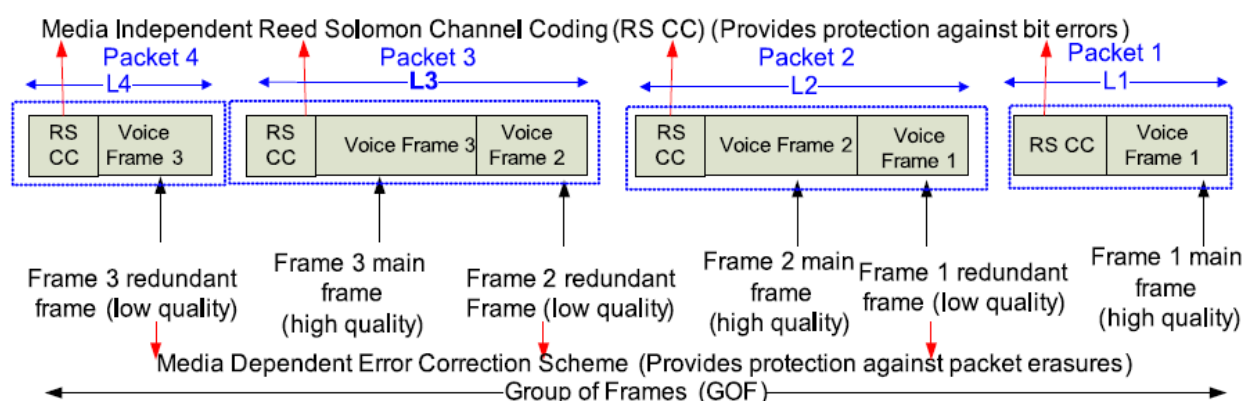 Media Independent Reed Solomon Channel Coding (RS CC) (Provides protection against bit errors)
Packet 4
Packet 3
Packet 2
Packet 1
L4
L3
L2
L1
RS
CC
Voice
Frame 3
RS
CC
Voice Frame 3
Voice
Frame 2
RS
CC
Voice Frame 2
Voice
Frame 1
RS CC
Voice
Frame 1
Frame 3 redundant
frame (low quality)
Frame 3 main
frame
(high quality)
Frame 2 redundant
Frame (low quality)
Frame 2 main
frame
(high quality)
Frame 1 redundant
frame (low quality)
Frame 1 main
frame
(high quality)
Media Dependent Error Correction Scheme (Provides protection against packet erasures)
Group of Frames (GOF)